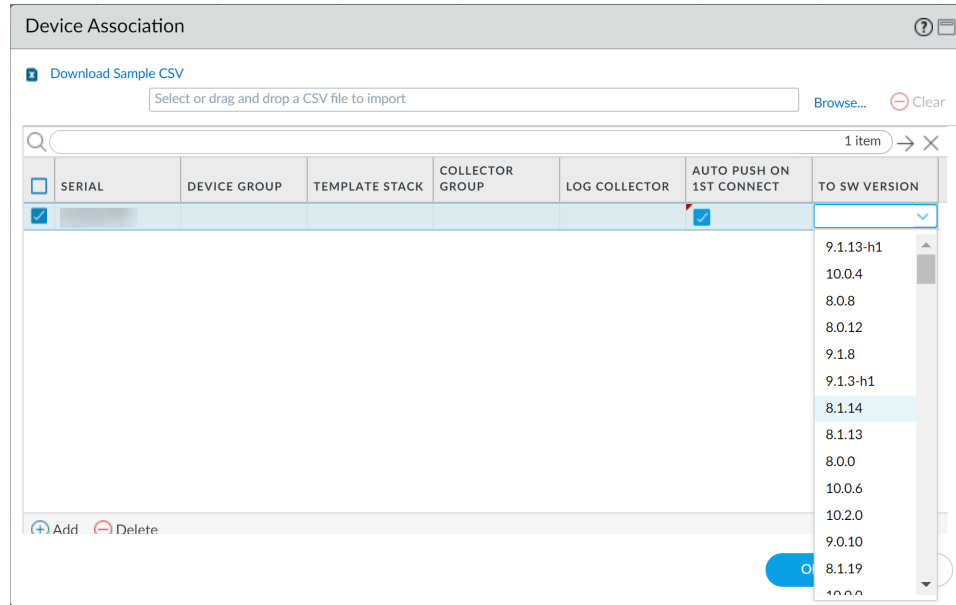 Device Association
Download Sample CSV
Select or drag and drop a CSV file to import
Browse...
Clear
1 item
SERIAL
DEVICE GROUP
TEMPLATE STACK
COLLECTOR
GROUP
LOG COLLECTOR
AUTO PUSH ON
1ST CONNECT
TO SW VERSION
9.1.13-h1
10.0.4
8.0.8
8.0.12
9.1.8
9.1.3-h1
8.1.14
8.1.13
8.0.0
10.0.6
10.2.0
9.0.10
8.1.19
10.0.0
Add
Delete